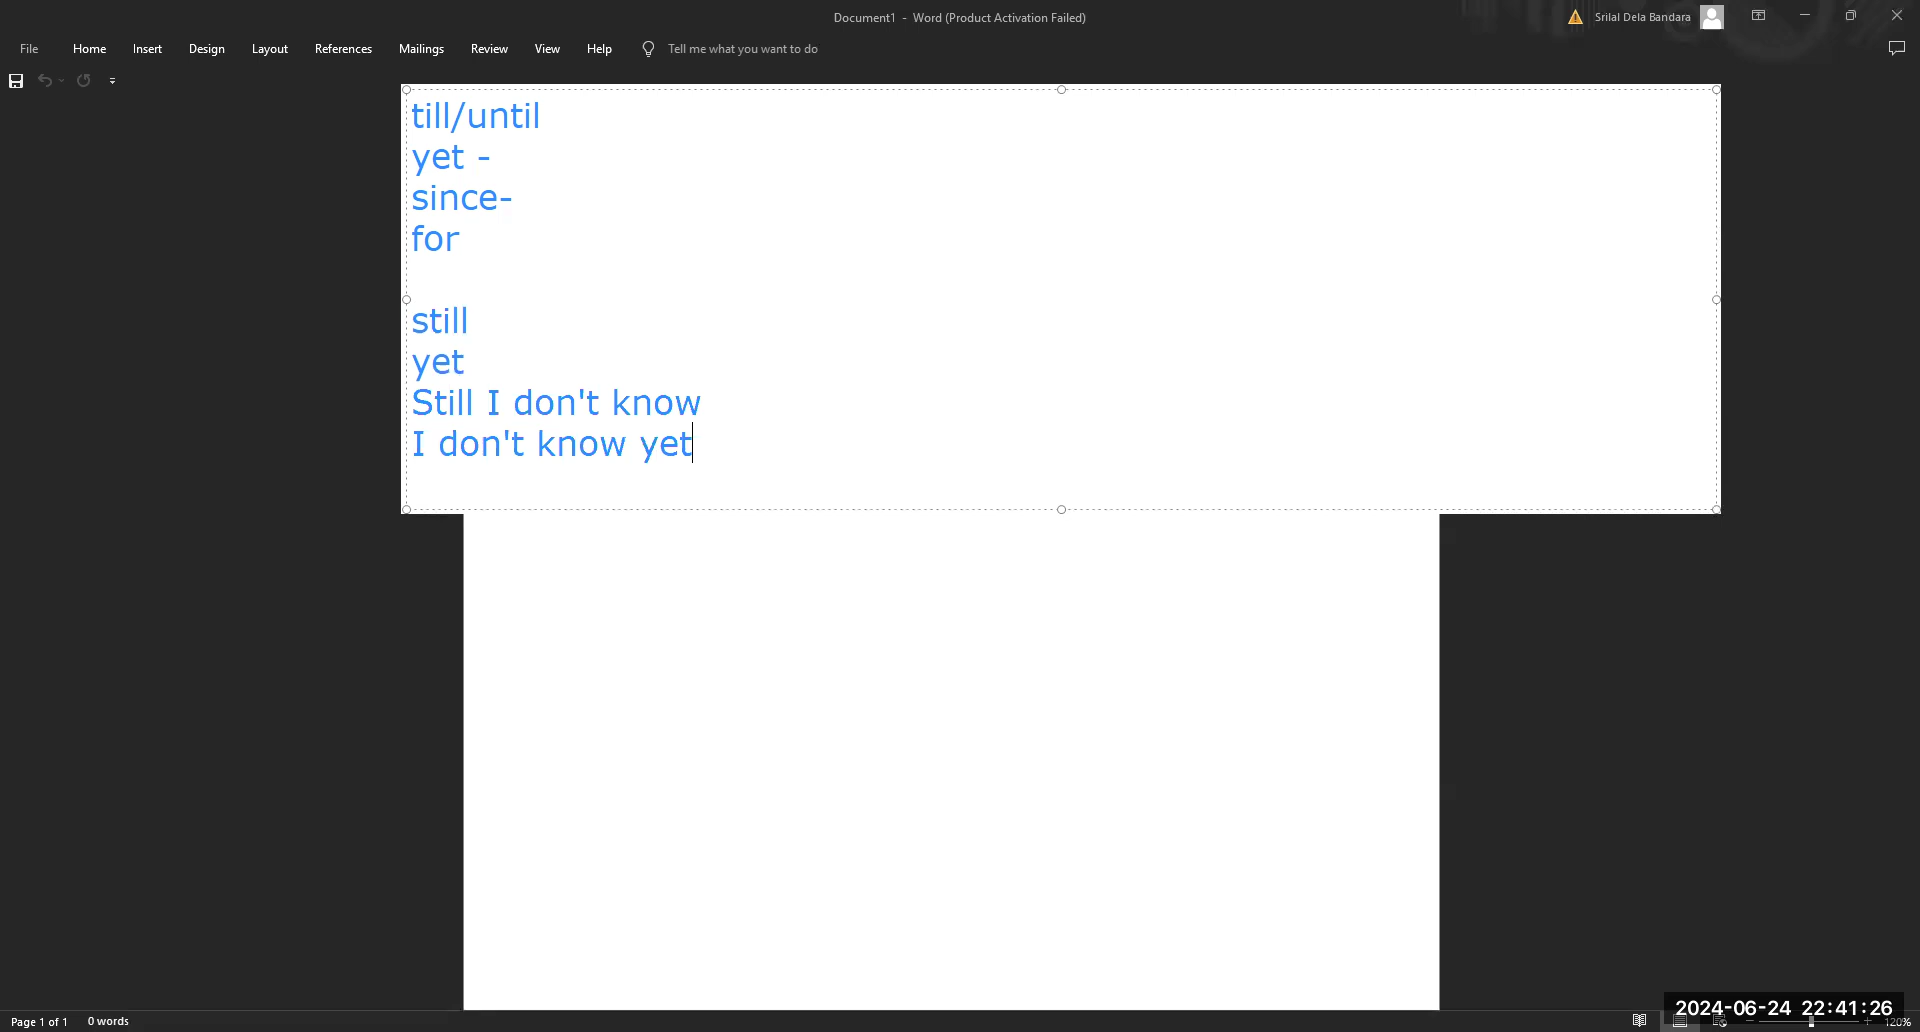 Document1 - Word (Product Activation Failed)
Srilal Dela Bandara
File Home Insert Design Layout References Mailings Review View Help Tell me what you want to do
till/until
yet -
since-
for
still
yet
Still I don't know
I don't know yet
Page 1 of 1 0 words
2024-06-24 22:41:26
120%